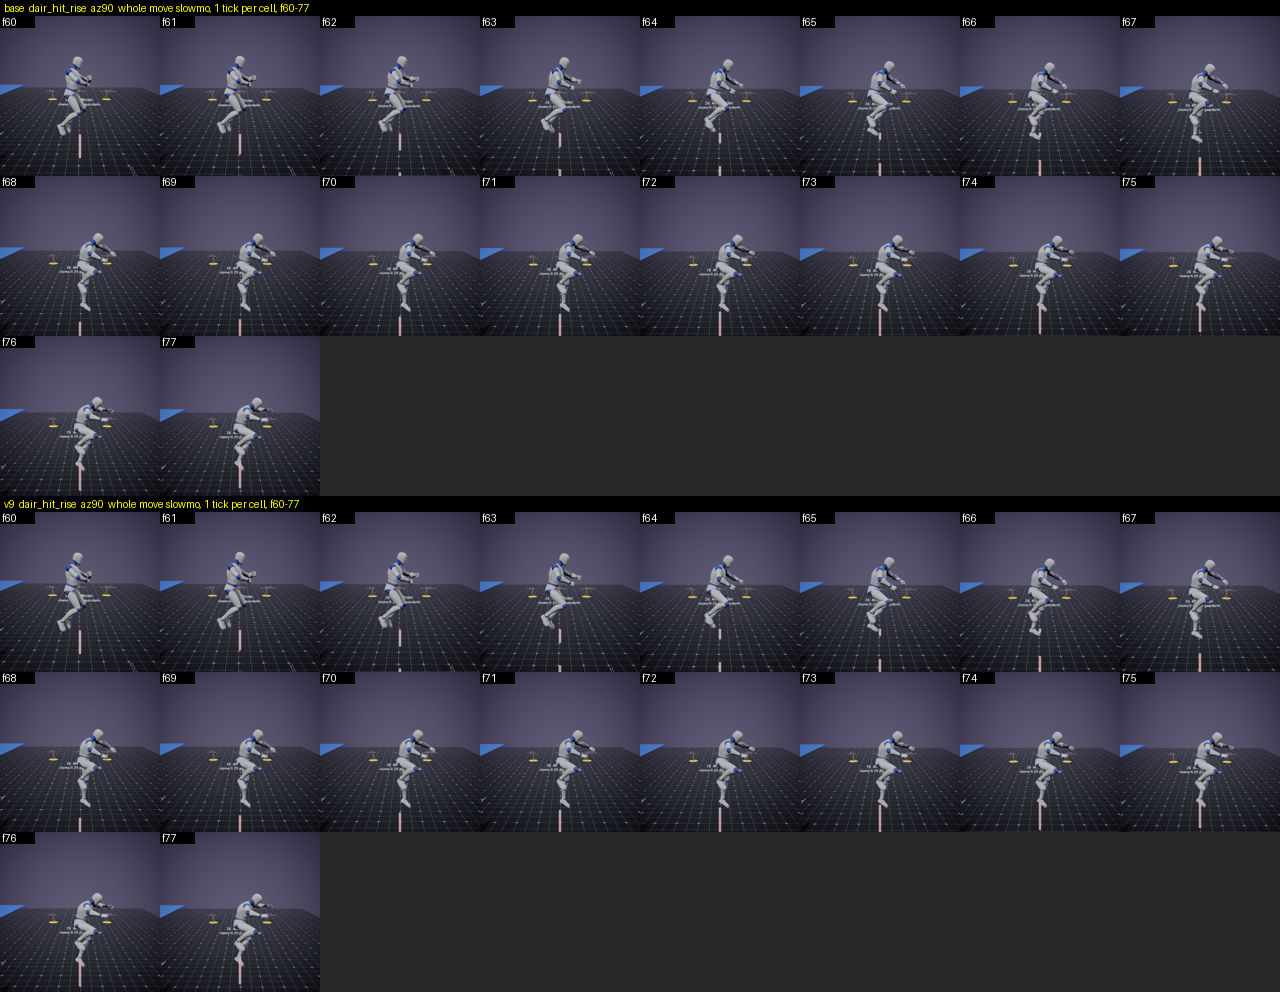 base dair_hit_rise az90 whole move slowmo, 1 tick per cell, f60-77
f60 f61 f62 f63 f64 f65 f66 f67
f68 f69 f70 f71 f72 f73 f74 f75
f76 f77
v9 dair_hit_rise az90 whole move slowmo, 1 tick per cell, f60-77
f60 f61 f62 f63 f64 f65 f66 f67
f68 f69 f70 f71 f72 f73 f74 f75
f76 f77